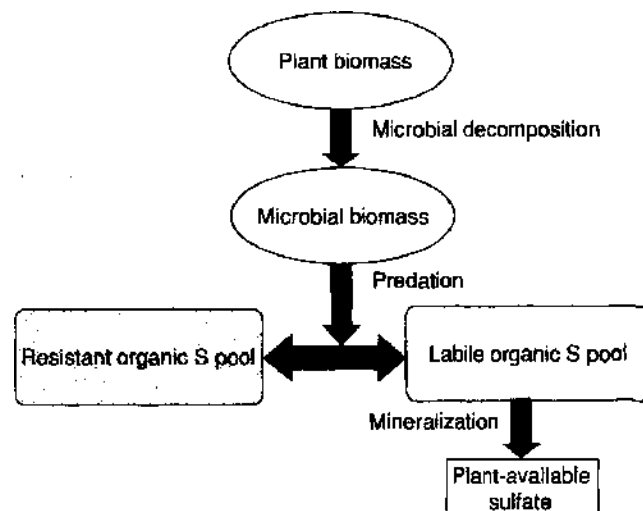 Plant biomass
Microbial decomposition
Microbial biomass
Predation
Resistant organic S pool
Labile organic S pool
Mineralization
Plant-available
sulfate